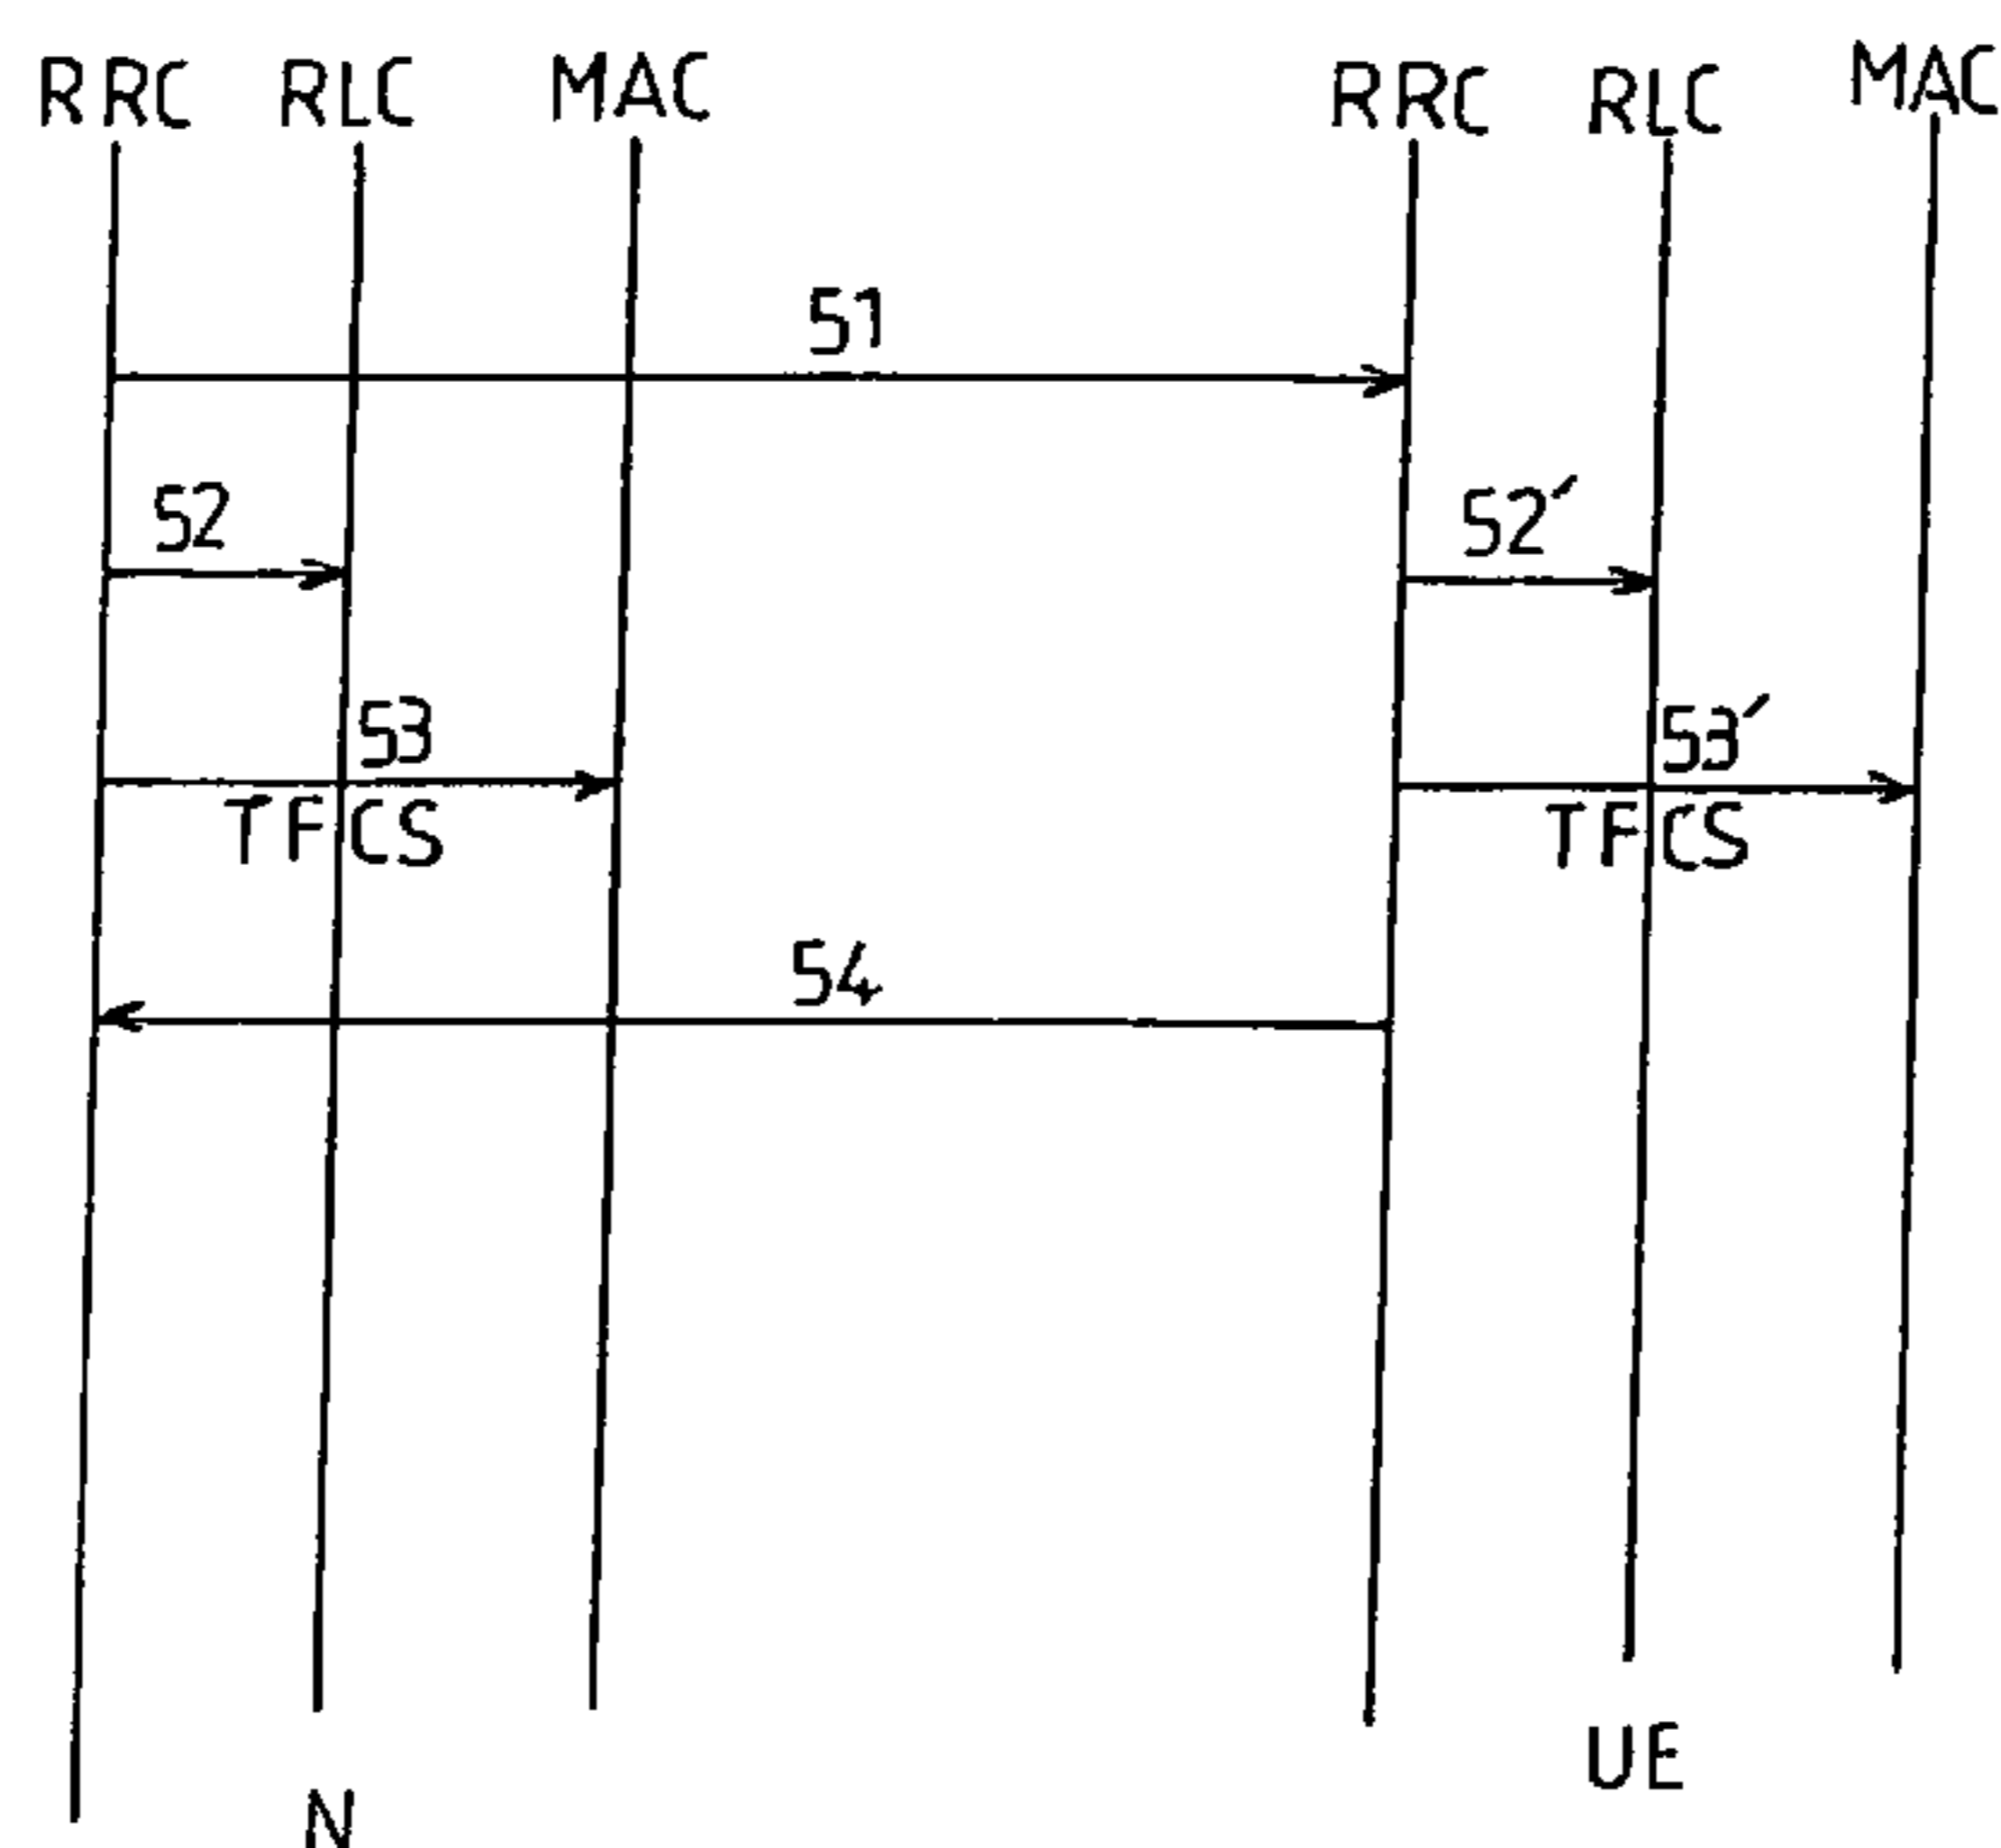 RRC RLC MAC RRC RLC MAC
51
52 52′
53 53′
TFCS TFCS
54
UE
N